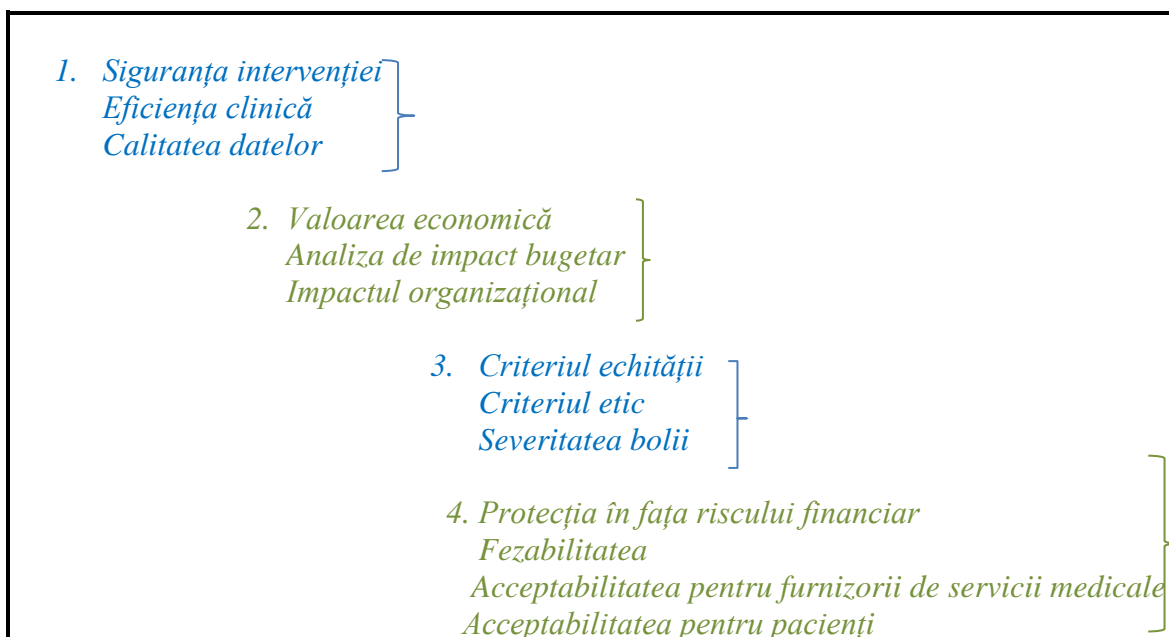 1. Siguranța intervenției
Eficiența clinică
Calitatea datelor
2. Valoarea economică
Analiza de impact bugetar
Impactul organizațional
3. Criteriul echității
Criteriul etic
Severitatea bolii
4. Protecția în fața riscului financiar
Fezabilitatea
Acceptabilitatea pentru furnizorii de servicii medicale
Acceptabilitatea pentru pacienți